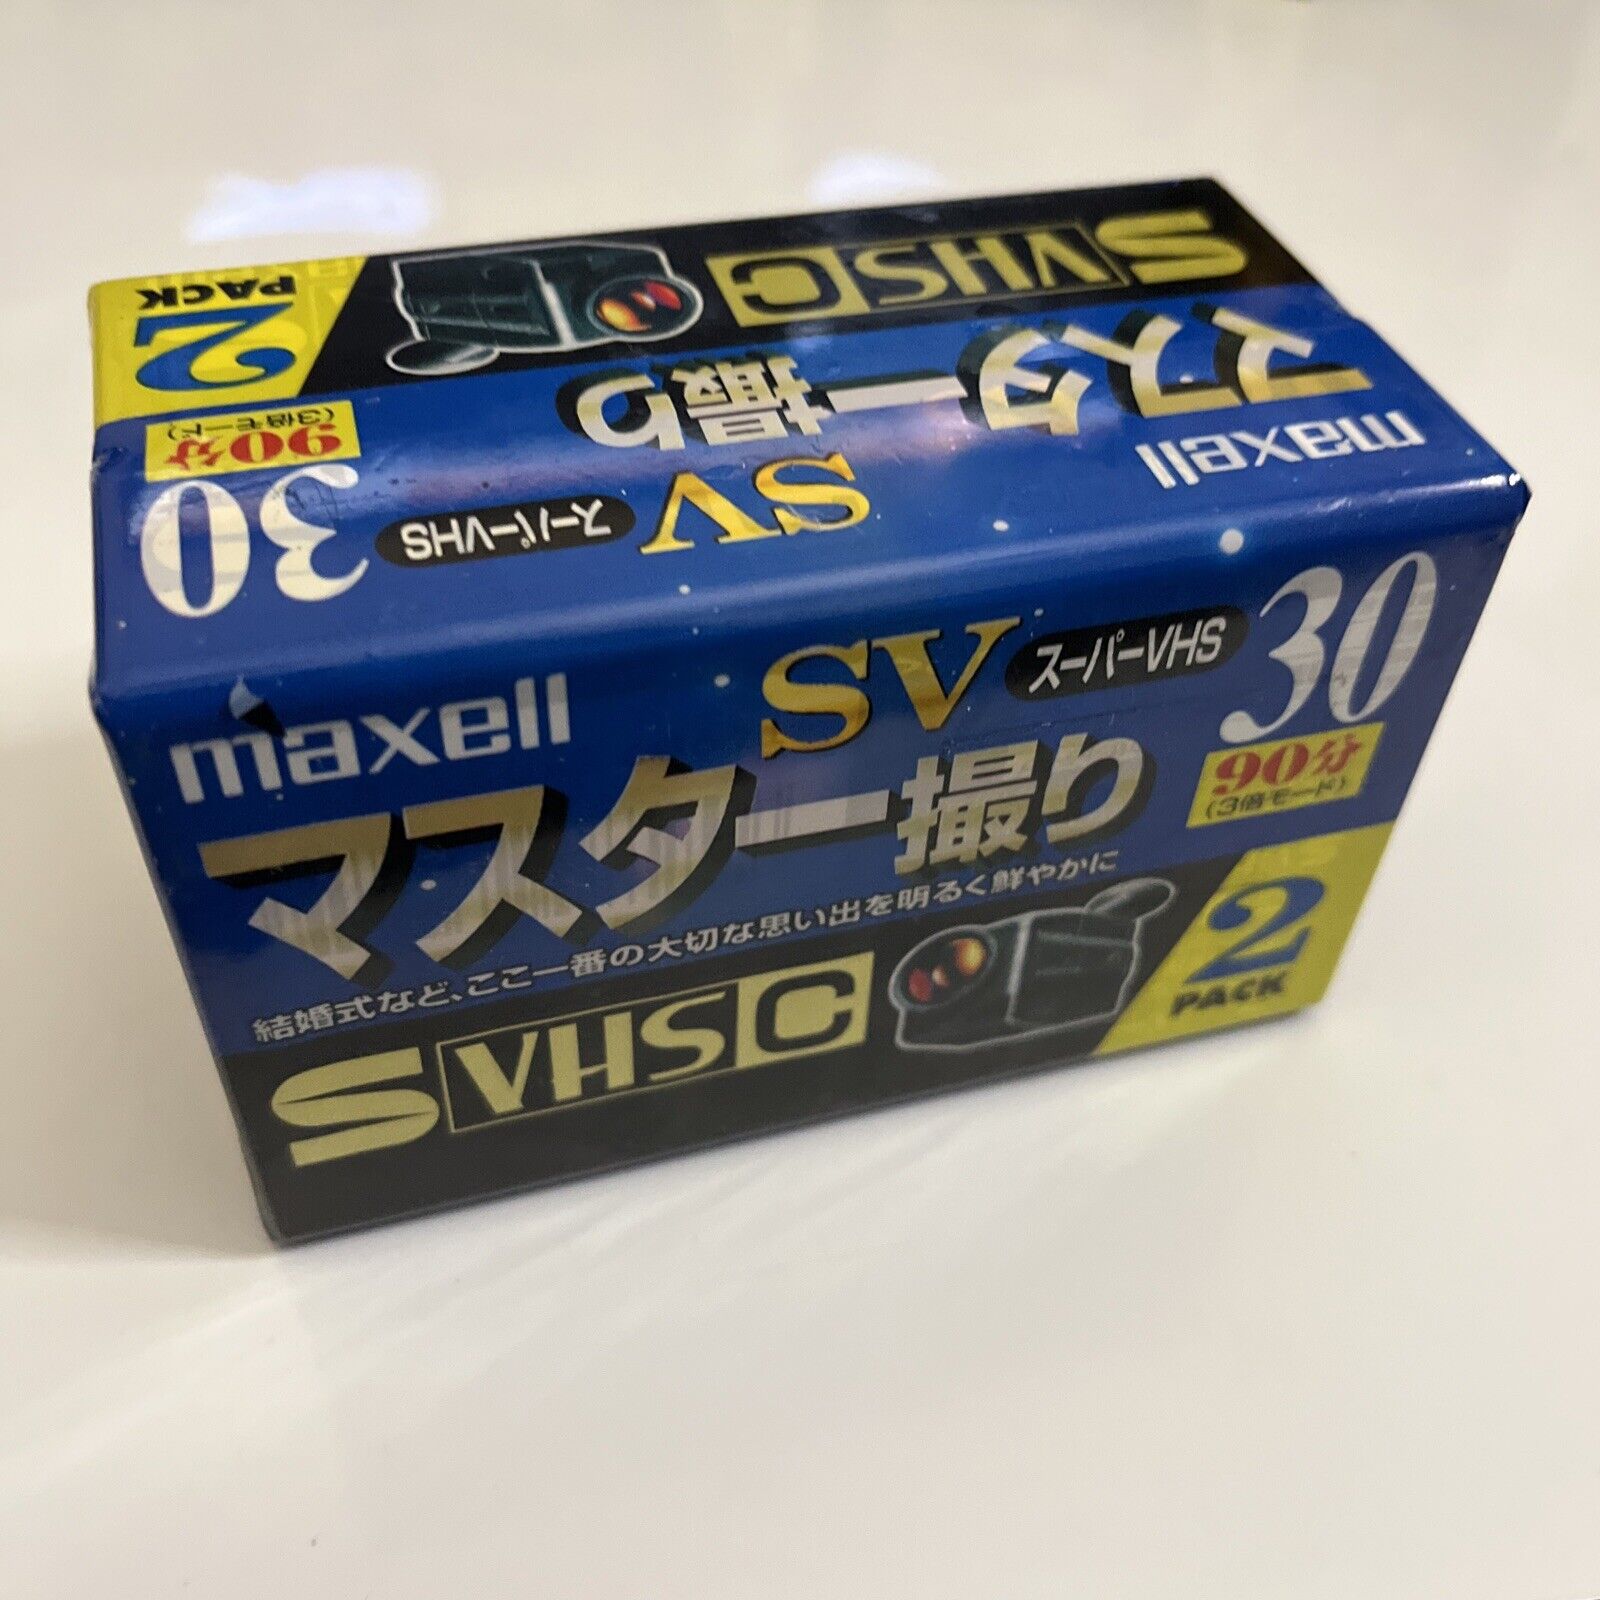 SVHSC
マスター撮り
maxell
2
PACK
90分
(3倍モード)
30
スーパーVHS
SV
maxell
SV
スーパーVHS
30
90分
(3倍モード)
マスター撮り
結婚式など、ここ一番の大切な思い出を明るく鮮やかに
SVHSC
2
PACK